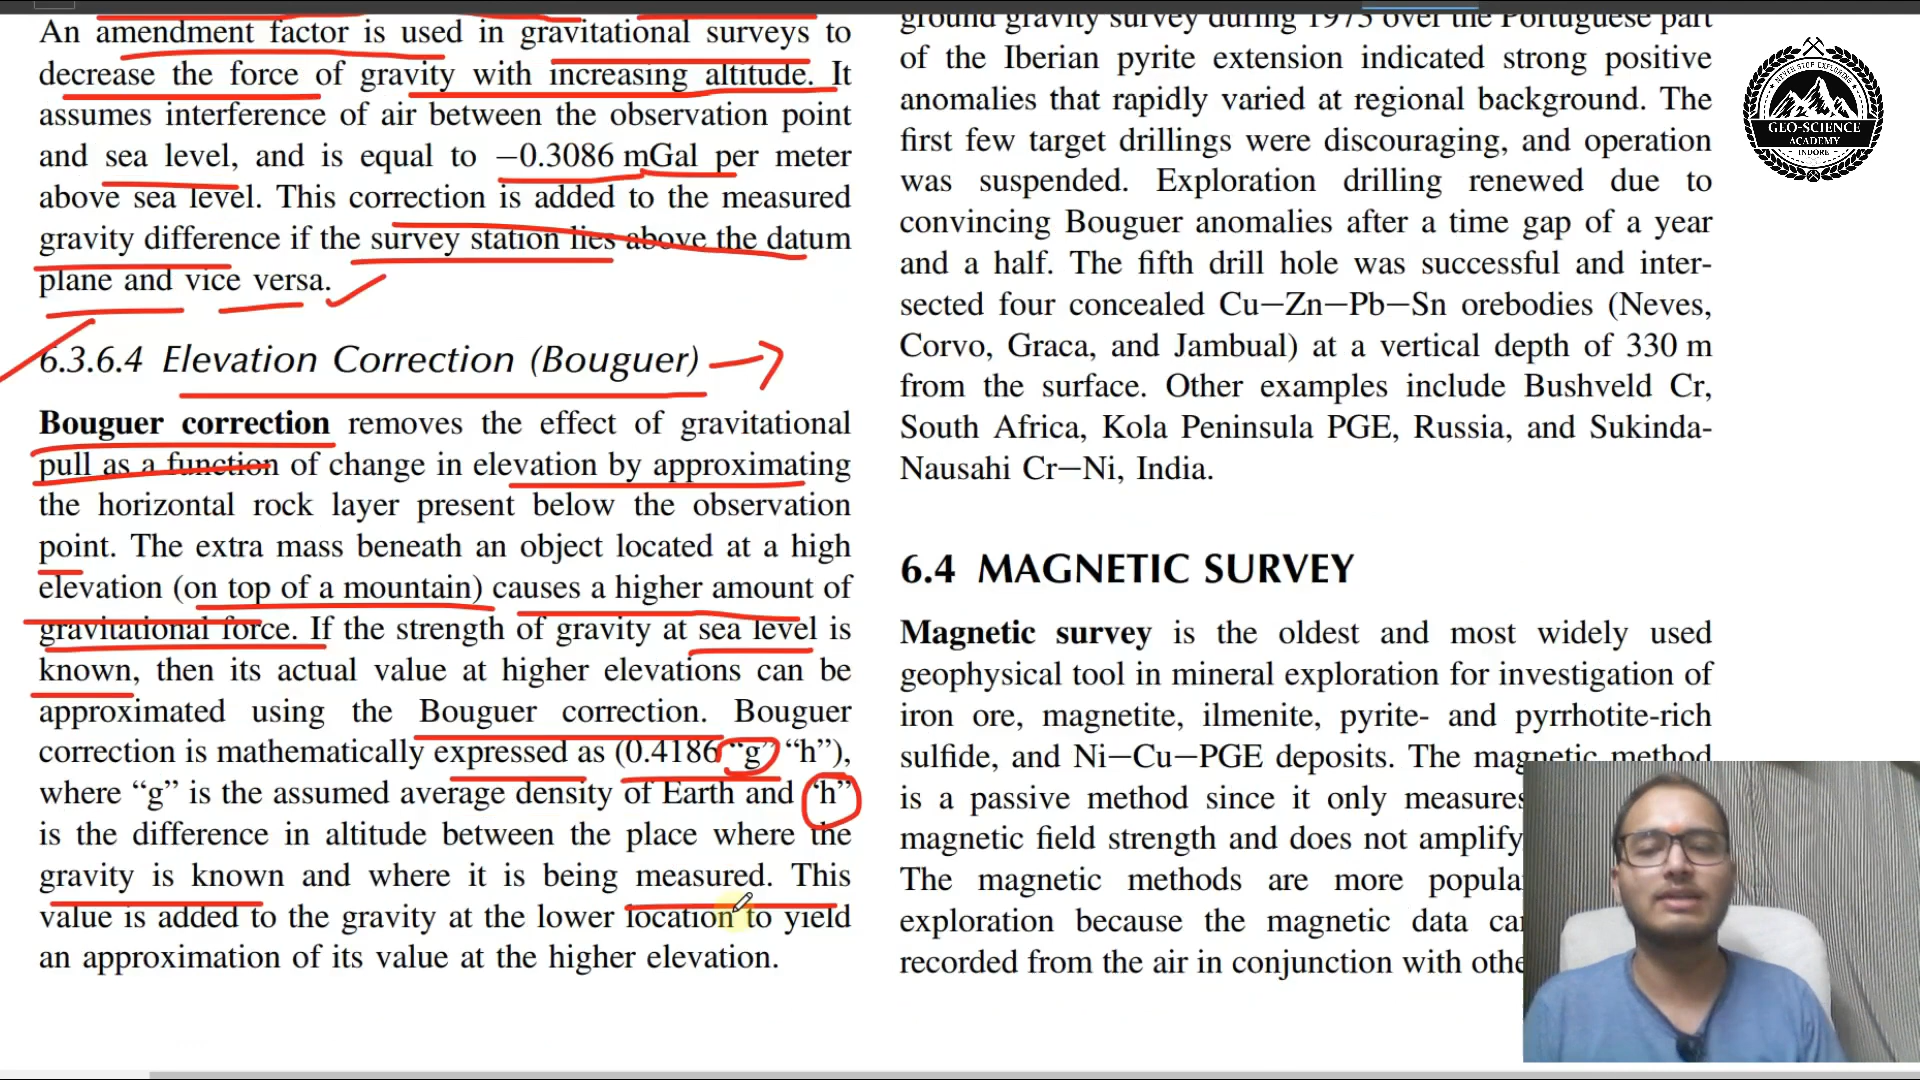 An amendment factor is used in gravitational surveys to
decrease the force of gravity with increasing altitude. It
assumes interference of air between the observation point
and sea level, and is equal to −0.3086 mGal per meter
above sea level. This correction is added to the measured
gravity difference if the survey station lies above the datum
plane and vice versa.
6.3.6.4 Elevation Correction (Bouguer)
Bouguer correction removes the effect of gravitational
pull as a function of change in elevation by approximating
the horizontal rock layer present below the observation
point. The extra mass beneath an object located at a high
elevation (on top of a mountain) causes a higher amount of
gravitational force. If the strength of gravity at sea level is
known, then its actual value at higher elevations can be
approximated using the Bouguer correction. Bouguer
correction is mathematically expressed as (0.4186 “g” “h”),
where “g” is the assumed average density of Earth and “h”
is the difference in altitude between the place where the
gravity is known and where it is being measured. This
value is added to the gravity at the lower location to yield
an approximation of its value at the higher elevation.
ground gravity survey during 1973 over the Portuguese part
of the Iberian pyrite extension indicated strong positive
anomalies that rapidly varied at regional background. The
first few target drillings were discouraging, and operation
was suspended. Exploration drilling renewed due to
convincing Bouguer anomalies after a time gap of a year
and a half. The fifth drill hole was successful and inter-
sected four concealed Cu−Zn−Pb−Sn orebodies (Neves,
Corvo, Graca, and Jambual) at a vertical depth of 330 m
from the surface. Other examples include Bushveld Cr,
South Africa, Kola Peninsula PGE, Russia, and Sukinda-
Nausahi Cr−Ni, India.
6.4 MAGNETIC SURVEY
Magnetic survey is the oldest and most widely used
geophysical tool in mineral exploration for investigation of
iron ore, magnetite, ilmenite, pyrite- and pyrrhotite-rich
sulfide, and Ni−Cu−PGE deposits. The magnetic method
is a passive method since it only measures
magnetic field strength and does not amplify
The magnetic methods are more
exploration because the magnetic data
recorded from the air in conjunction with
NEVER STOP EXPLORING
GEO-SCIENCE
ACADEMY
INDORE